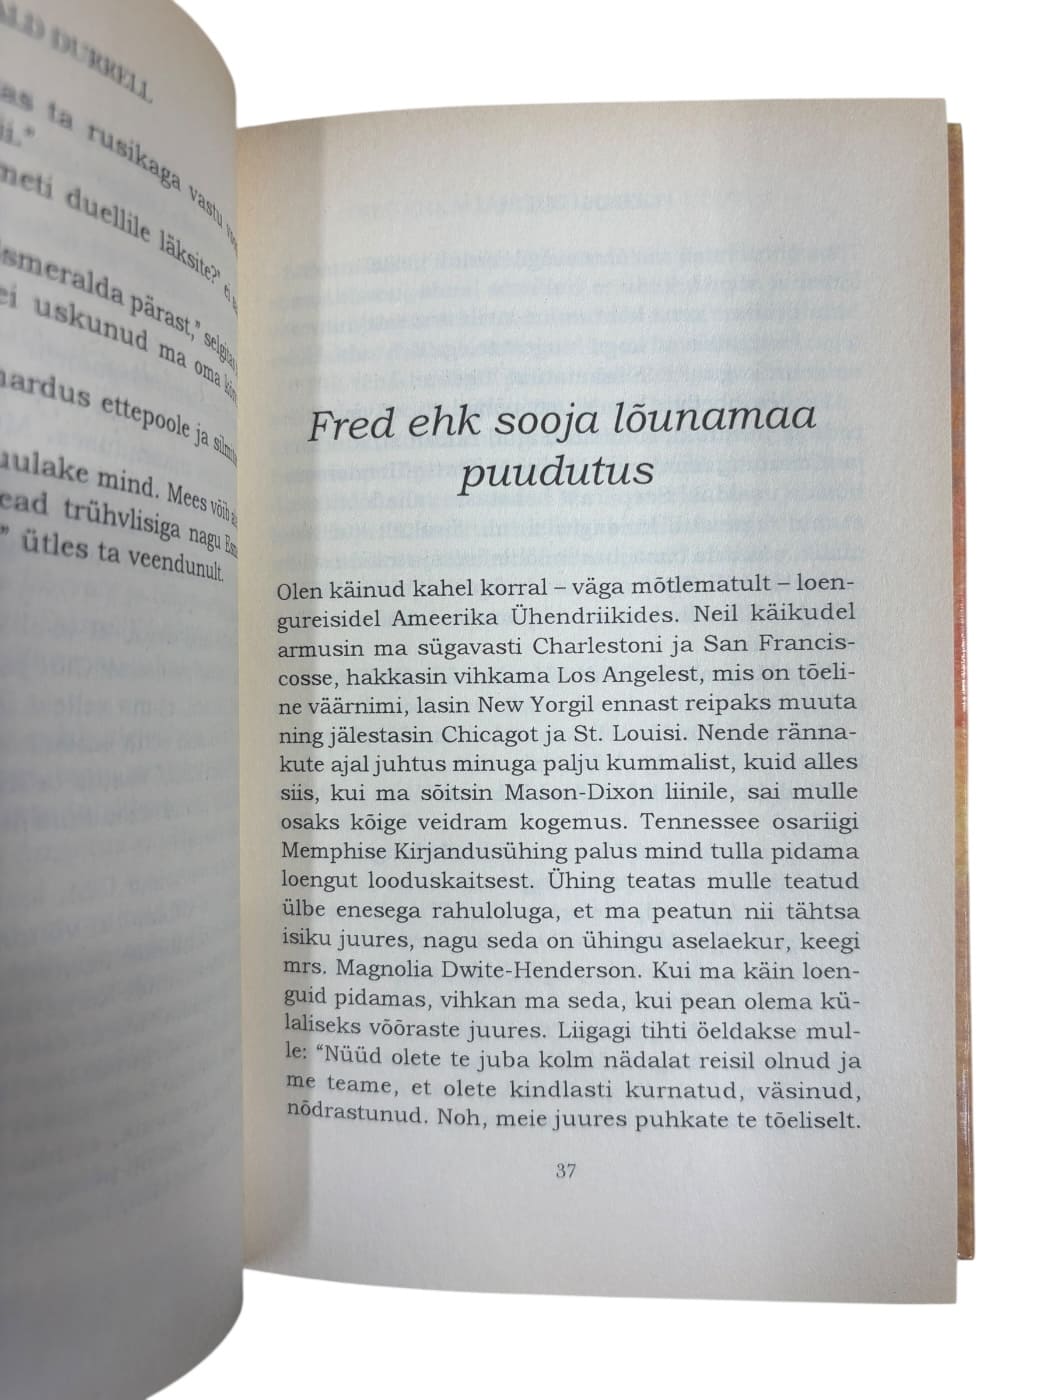 ALD DURRELL
as ta rusikaga vastu
ii."
meti duellile läksite?"
smeralda pärast," selgitas
ei uskunud ma oma
ardus ettepoole ja
uulake mind. Mees võib
ead trühvlisiga nagu
" ütles ta veendunult.
Fred ehk sooja lõunamaa
puudutus
Olen käinud kahel korral – väga mõtlematult – loen-
gureisidel Ameerika Ühendriikides. Neil käikudel
armusin ma sügavasti Charlestoni ja San Francis-
cosse, hakkasin vihkama Los Angelest, mis on tõeli-
ne väärnimi, lasin New Yorgil ennast reipaks muuta
ning jälestasin Chicagot ja St. Louisi. Nende ränna-
kute ajal juhtus minuga palju kummalist, kuid alles
siis, kui ma sõitsin Mason-Dixon liinile, sai mulle
osaks kõige veidram kogemus. Tennessee osariigi
Memphise Kirjandusühing palus mind tulla pidama
loengut looduskaitsest. Ühing teatas mulle teatud
ülbe enesega rahuloluga, et ma peatun nii tähtsa
isiku juures, nagu seda on ühingu aselaekur, keegi
mrs. Magnolia Dwite-Henderson. Kui ma käin loen-
guid pidamas, vihkan ma seda, kui pean olema kü-
laliseks võõraste juures. Liigagi tihti öeldakse mul-
le: "Nüüd olete te juba kolm nädalat reisil olnud ja
me teame, et olete kindlasti kurnatud, väsinud,
nõdrastunud. Noh, meie juures puhkate te tõeliselt.
37